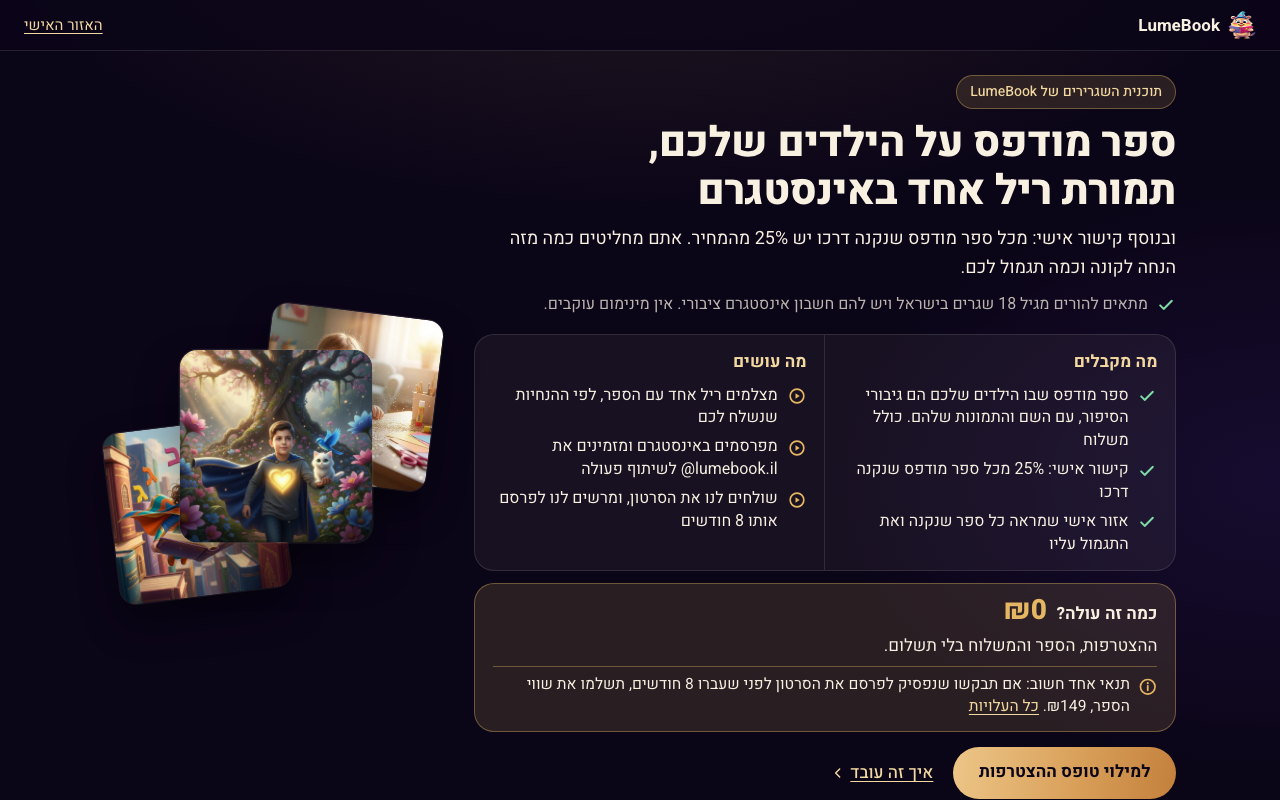 LumeBook
האזור האישי
תוכנית השגרירים של LumeBook
ספר מודפס על הילדים שלכם,
תמורת ריל אחד באינסטגרם
ובנוסף קישור אישי: מכל ספר מודפס שנקנה דרכו יש 25% מהמחיר. אתם מחליטים כמה מזה
הנחה לקונה וכמה תגמול לכם.
מתאים להורים מגיל 18 שגרים בישראל ויש להם חשבון אינסטגרם ציבורי. אין מינימום עוקבים.
מה מקבלים
ספר מודפס שבו הילדים שלכם הם גיבורי
הסיפור, עם השם והתמונות שלהם. כולל
משלוח
קישור אישי: 25% מכל ספר מודפס שנקנה
דרכו
אזור אישי שמראה כל ספר שנקנה ואת
התגמול עליו
מה עושים
מצלמים ריל אחד עם הספר, לפי ההנחיות
שנשלח לכם
מפרסמים באינסטגרם ומזמינים את
@lumebook.il לשיתוף פעולה
שולחים לנו את הסרטון, ומרשים לנו לפרסם
אותו 8 חודשים
כמה זה עולה? ₪0
ההצטרפות, הספר והמשלוח בלי תשלום.
תנאי אחד חשוב: אם תבקשו שנפסיק לפרסם את הסרטון לפני שעברו 8 חודשים, תשלמו את שווי
הספר, ₪149. כל העלויות
למילוי טופס ההצטרפות
איך זה עובד
ב
ג
ג